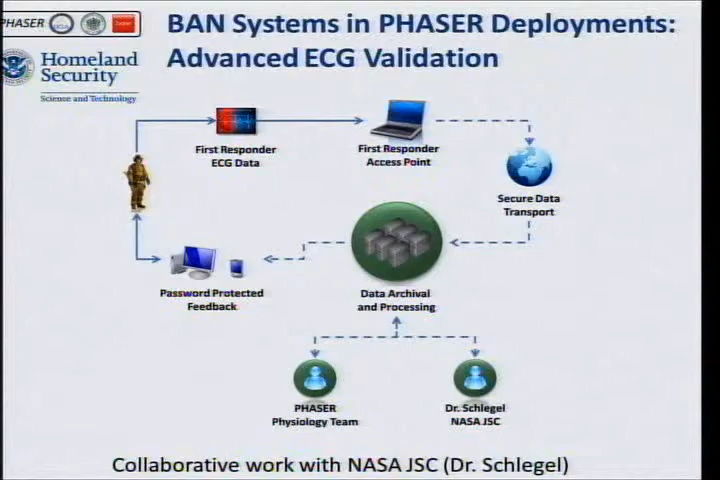 PHASER
BAN Systems in PHASER Deployments:
Advanced ECG Validation
Homeland
Security
Science and Technology
First Responder
ECG Data
First Responder
Access Point
Secure Data
Transport
Password Protected
Feedback
Data Archival
and Processing
PHASER
Physiology Team
Dr. Schlegel
NASA JSC
Collaborative work with NASA JSC (Dr. Schlegel)